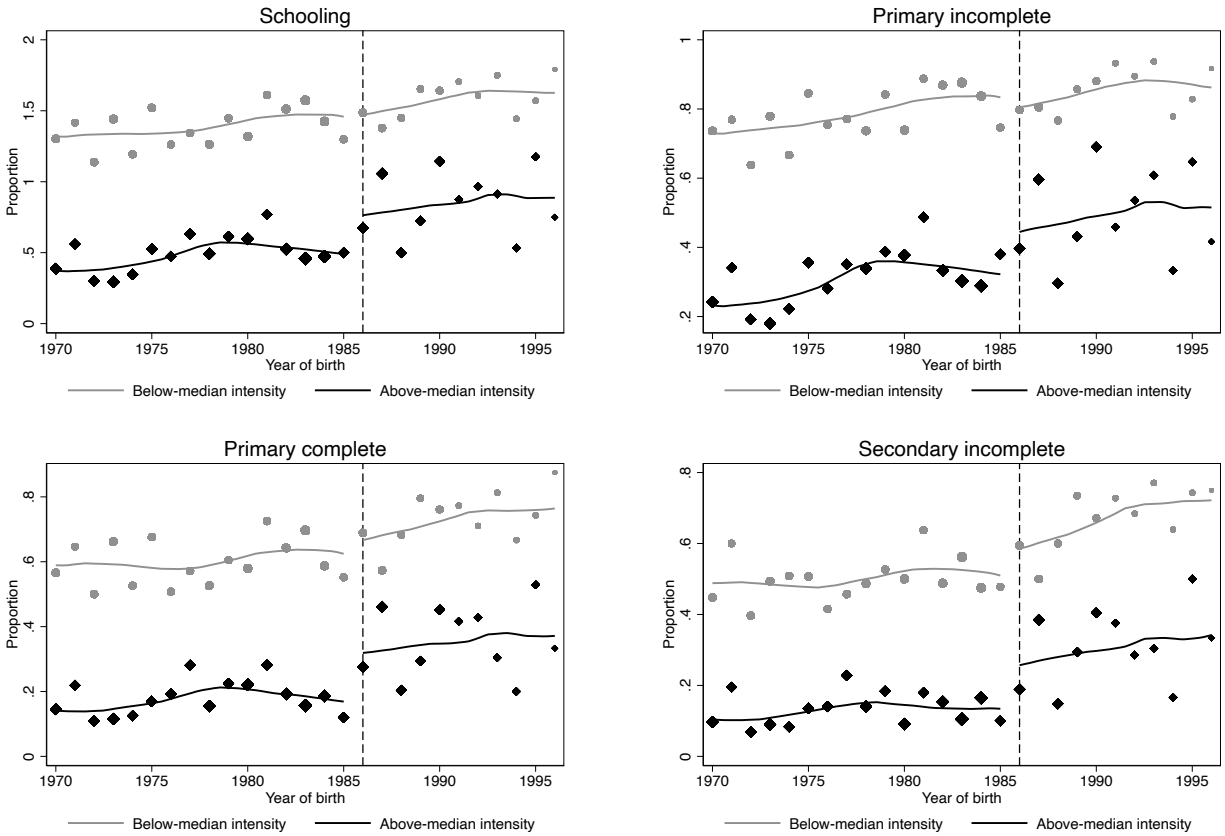 Schooling
Proportion
2
1.5
1
.5
0
1970 1975 1980 1985 1990 1995
Year of birth
Below-median intensity Above-median intensity
Primary incomplete
Proportion
1
.8
.6
.4
.2
1970 1975 1980 1985 1990 1995
Year of birth
Below-median intensity Above-median intensity
Primary complete
Proportion
.8
.6
.4
.2
0
1970 1975 1980 1985 1990 1995
Year of birth
Below-median intensity Above-median intensity
Secondary incomplete
Proportion
.8
.6
.4
.2
0
1970 1975 1980 1985 1990 1995
Year of birth
Below-median intensity Above-median intensity